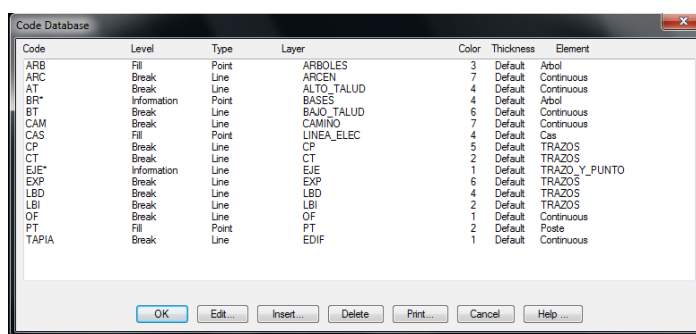 Code Database
Code Level Type Layer Color Thickness Element
ARB Fill Point ARBOLES 3 Default Arbol
ARC Break Line ARCEN 7 Default Continuous
AT Break Line ALTO_TALUD 4 Default Continuous
BR* Information Point BASES 4 Default Arbol
BT Break Line BAJO_TALUD 6 Default Continuous
CAM Break Line CAMIÑO 7 Default Continuous
CAS Fill Point LINEA_ELEC 4 Default Cas
CP Break Line CP 5 Default TRAZOS
CT Break Line CT 2 Default TRAZOS
EJE* Information Line EJE 1 Default TRAZO_Y_PUNTO
EXP Break Line EXP 6 Default TRAZOS
LBD Break Line LBD 4 Default TRAZOS
LBI Break Line LBI 2 Default TRAZOS
OF Break Line OF 1 Default Continuous
PT Fill Point PT 2 Default Poste
TAPIA Break Line EDIF 1 Default Continuous
OK Edit... Insert... Delete Print... Cancel Help ...